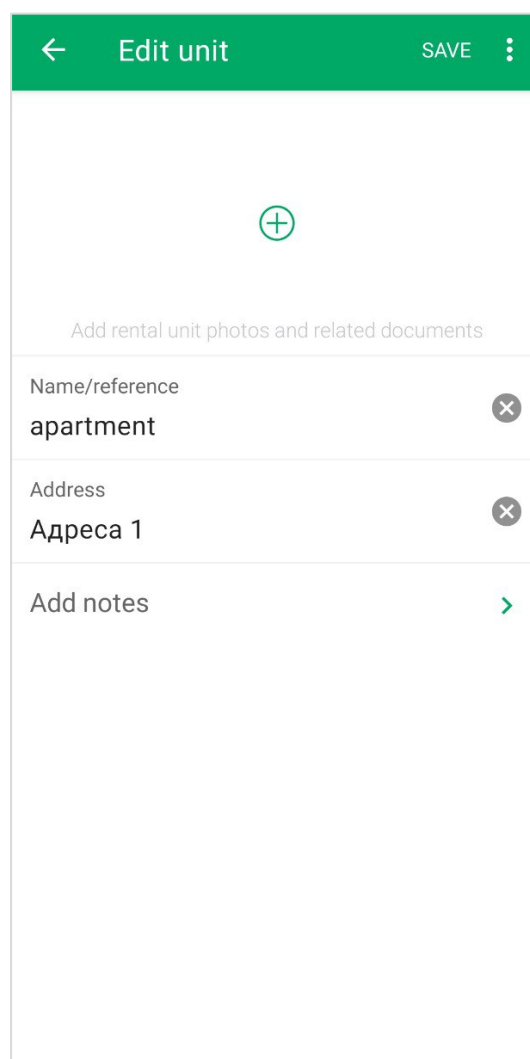 Edit unit SAVE
Add rental unit photos and related documents
Name/reference
apartment
Address
Адреса 1
Add notes